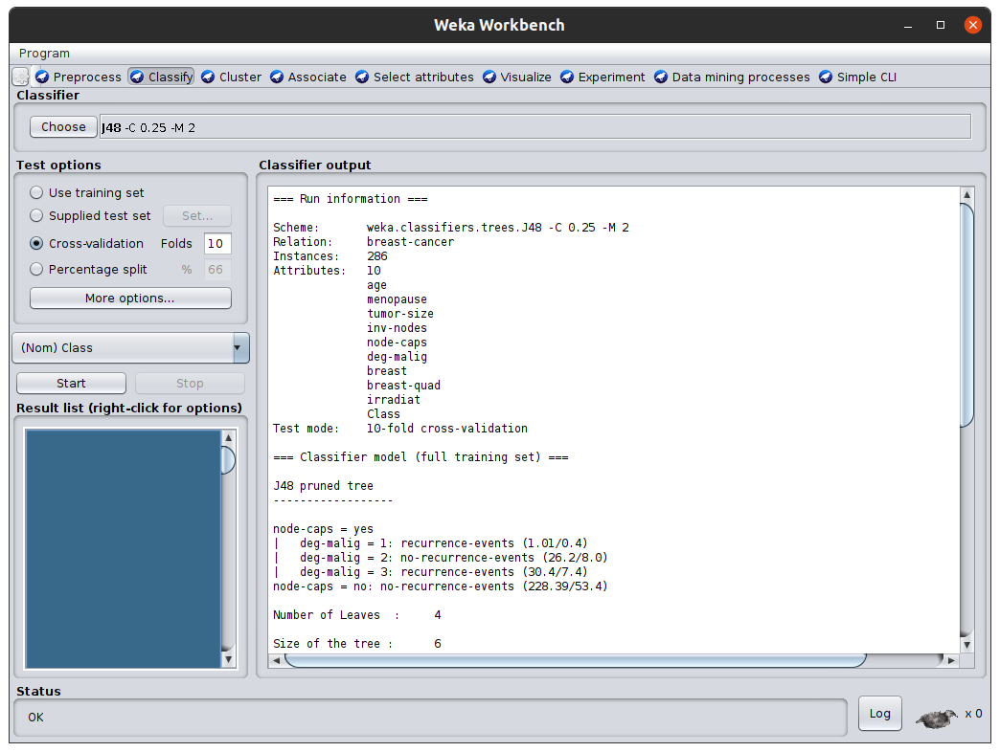 Weka Workbench
Program
Preprocess Classify Cluster Associate Select attributes Visualize Experiment Data mining processes Simple CLI
Classifier
Choose J48 -C 0.25 -M 2
Test options
Use training set
Supplied test set Set...
Cross-validation Folds 10
Percentage split % 66
More options...
(Nom) Class
Start Stop
Result list (right-click for options)
Classifier output
=== Run information ===
Scheme: weka.classifiers.trees.J48 -C 0.25 -M 2
Relation: breast-cancer
Instances: 286
Attributes: 10
age
menopause
tumor-size
inv-nodes
node-caps
deg-malig
breast
breast-quad
irradiat
Class
Test mode: 10-fold cross-validation
=== Classifier model (full training set) ===
J48 pruned tree
------------------
node-caps = yes
| deg-malig = 1: recurrence-events (1.01/0.4)
| deg-malig = 2: no-recurrence-events (26.2/8.0)
| deg-malig = 3: recurrence-events (30.4/7.4)
node-caps = no: no-recurrence-events (228.39/53.4)
Number of Leaves : 4
Size of the tree : 6
Status
OK
Log
x 0